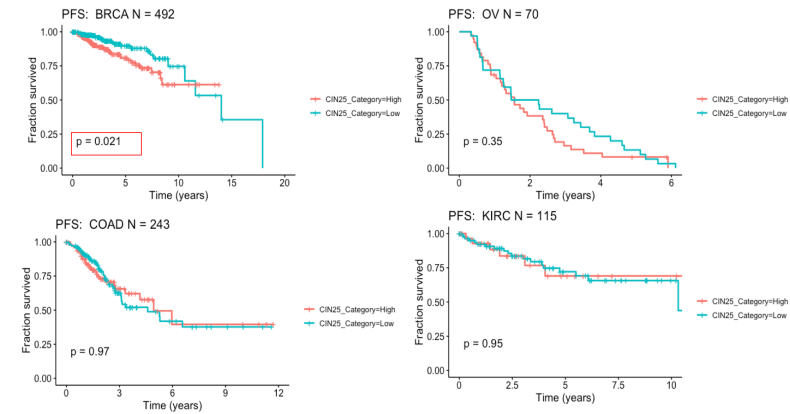 PFS: BRCA N = 492
1.00
0.75
0.50
0.25
0.00
Fraction survived
p = 0.021
0 5 10 15 20
Time (years)
CIN25_Category=High
CIN25_Category=Low
PFS: OV N = 70
1.00
0.75
0.50
0.25
0.00
Fraction survived
p = 0.35
0 2 4 6
Time (years)
CIN25_Category=High
CIN25_Category=Low
PFS: COAD N = 243
1.00
0.75
0.50
0.25
0.00
Fraction survived
p = 0.97
0 3 6 9 12
Time (years)
CIN25_Category=High
CIN25_Category=Low
PFS: KIRC N = 115
1.00
0.75
0.50
0.25
0.00
Fraction survived
p = 0.95
0 2.5 5 7.5 10
Time (years)
CIN25_Category=High
CIN25_Category=Low